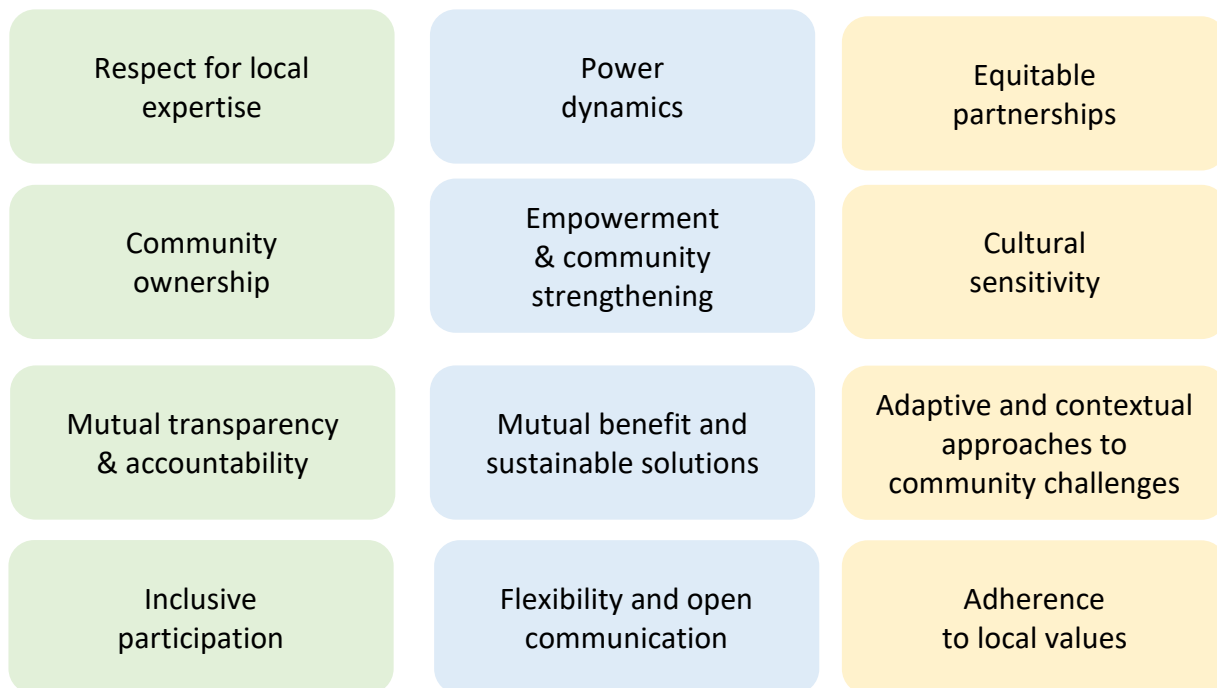 Respect for local
expertise
Power
dynamics
Equitable
partnerships
Community
ownership
Empowerment
& community
strengthening
Cultural
sensitivity
Mutual transparency
& accountability
Mutual benefit and
sustainable solutions
Adaptive and contextual
approaches to
community challenges
Inclusive
participation
Flexibility and open
communication
Adherence
to local values